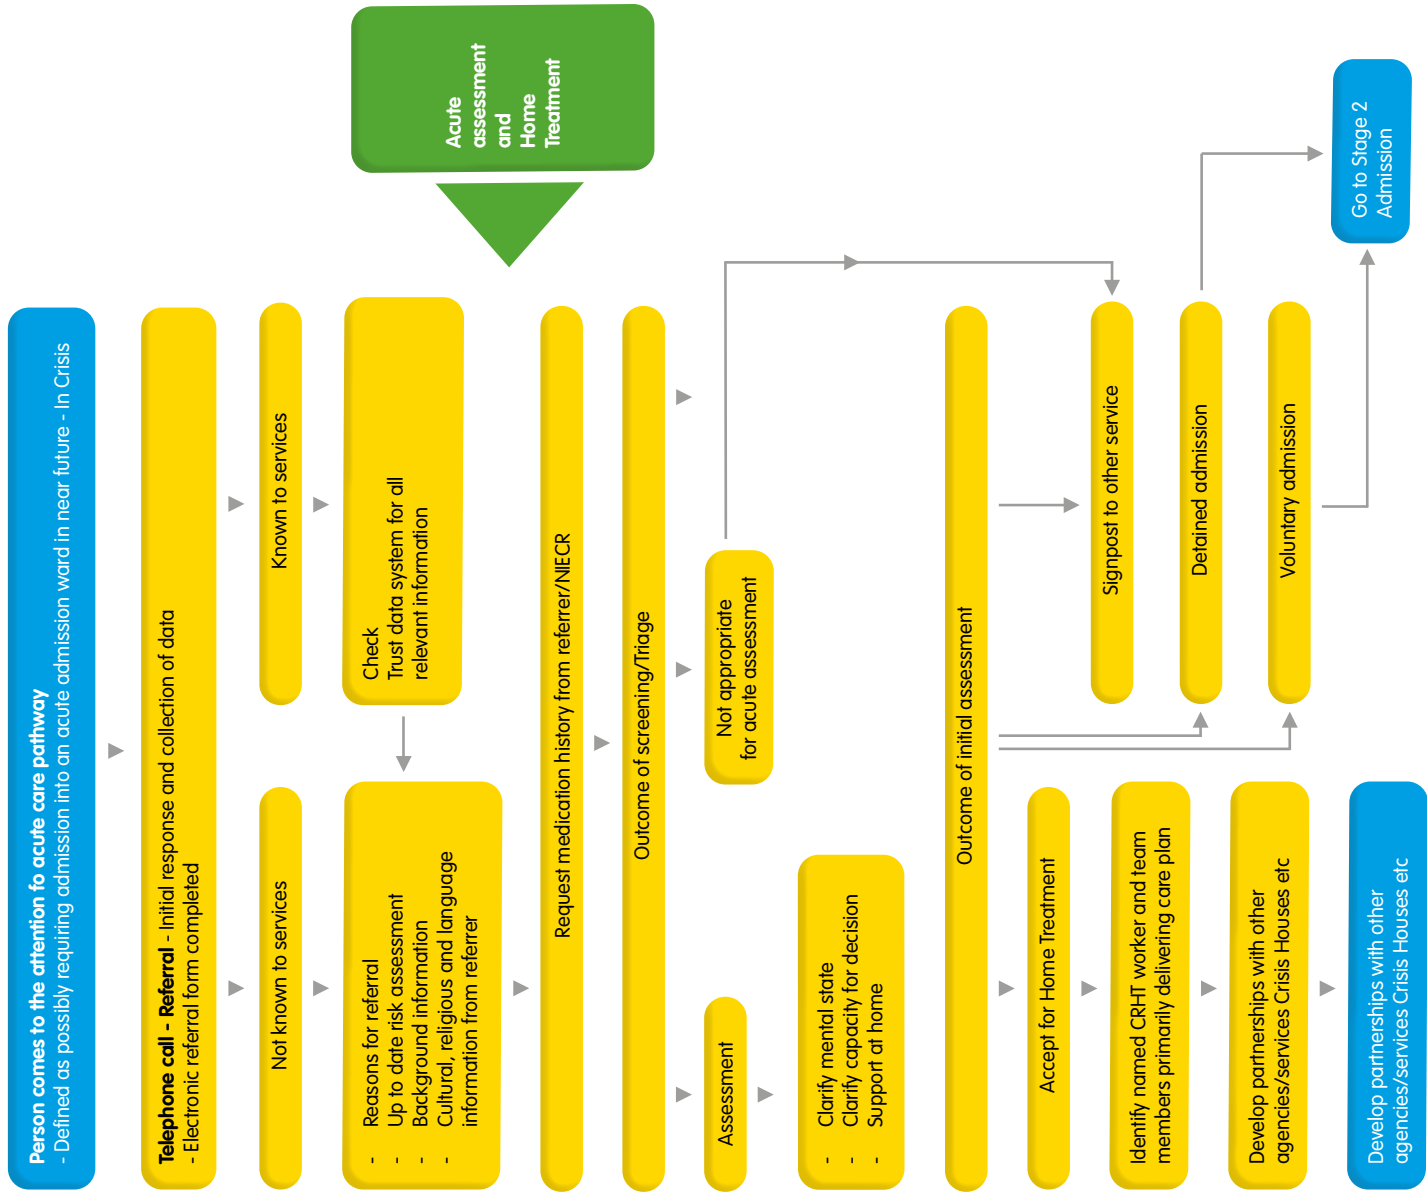 Acute
assessment
and
Home
Treatment
Person comes to the attention fo acute care pathway
- Defined as possibly requiring admission into an acute admission ward in near future - In Crisis
Telephone call - Referral - Initial response and collection of data
- Electronic referral form completed
Not known to services
Known to services
- Reasons for referral
- Up to date risk assessment
- Background information
- Cultural, religious and language
information from referrer
Check
Trust data system for all
relevant information
Request medication history from referrer/NIECR
Outcome of screening/Triage
Assessment
Not appropriate
for acute assessment
- Clarify mental state
- Clarify capacity for decision
- Support at home
Outcome of initial assessment
Accept for Home Treatment
Identify named CRHT worker and team
members primarily delivering care plan
Develop partnerships with other
agencies/services Crisis Houses etc
Develop partnerships with other
agencies/services Crisis Houses etc
Signpost to other service
Detained admission
Voluntary admission
Go to Stage 2
Admission